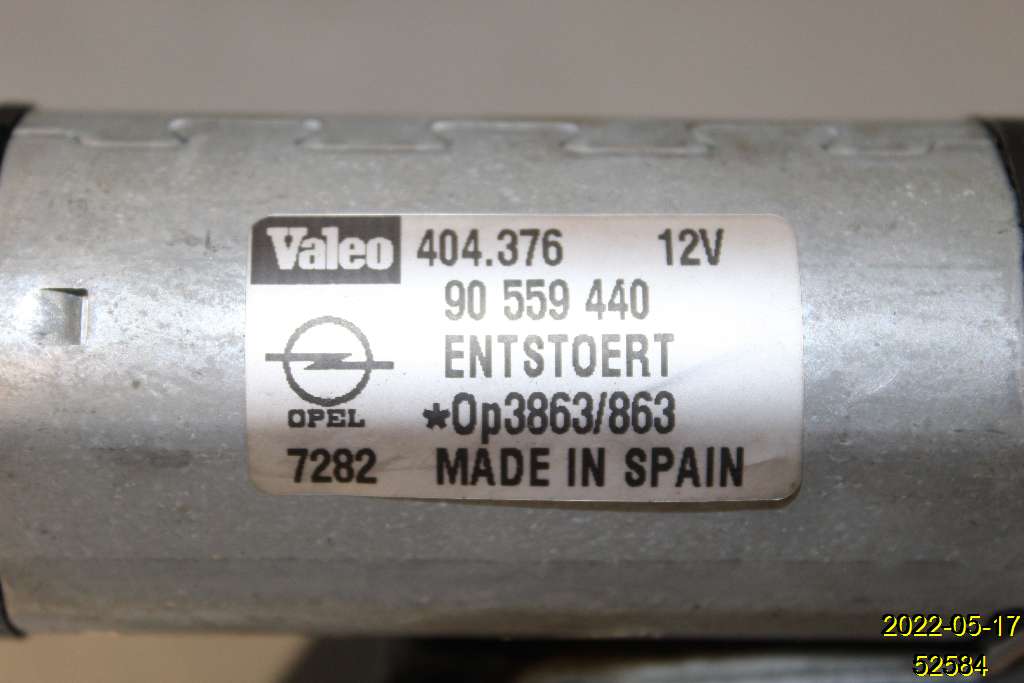 Valeo 404.376 12V
90 559 440
ENTSTOERT
OPEL *Op3863/863
7282 MADE IN SPAIN
2022-05-17
52584